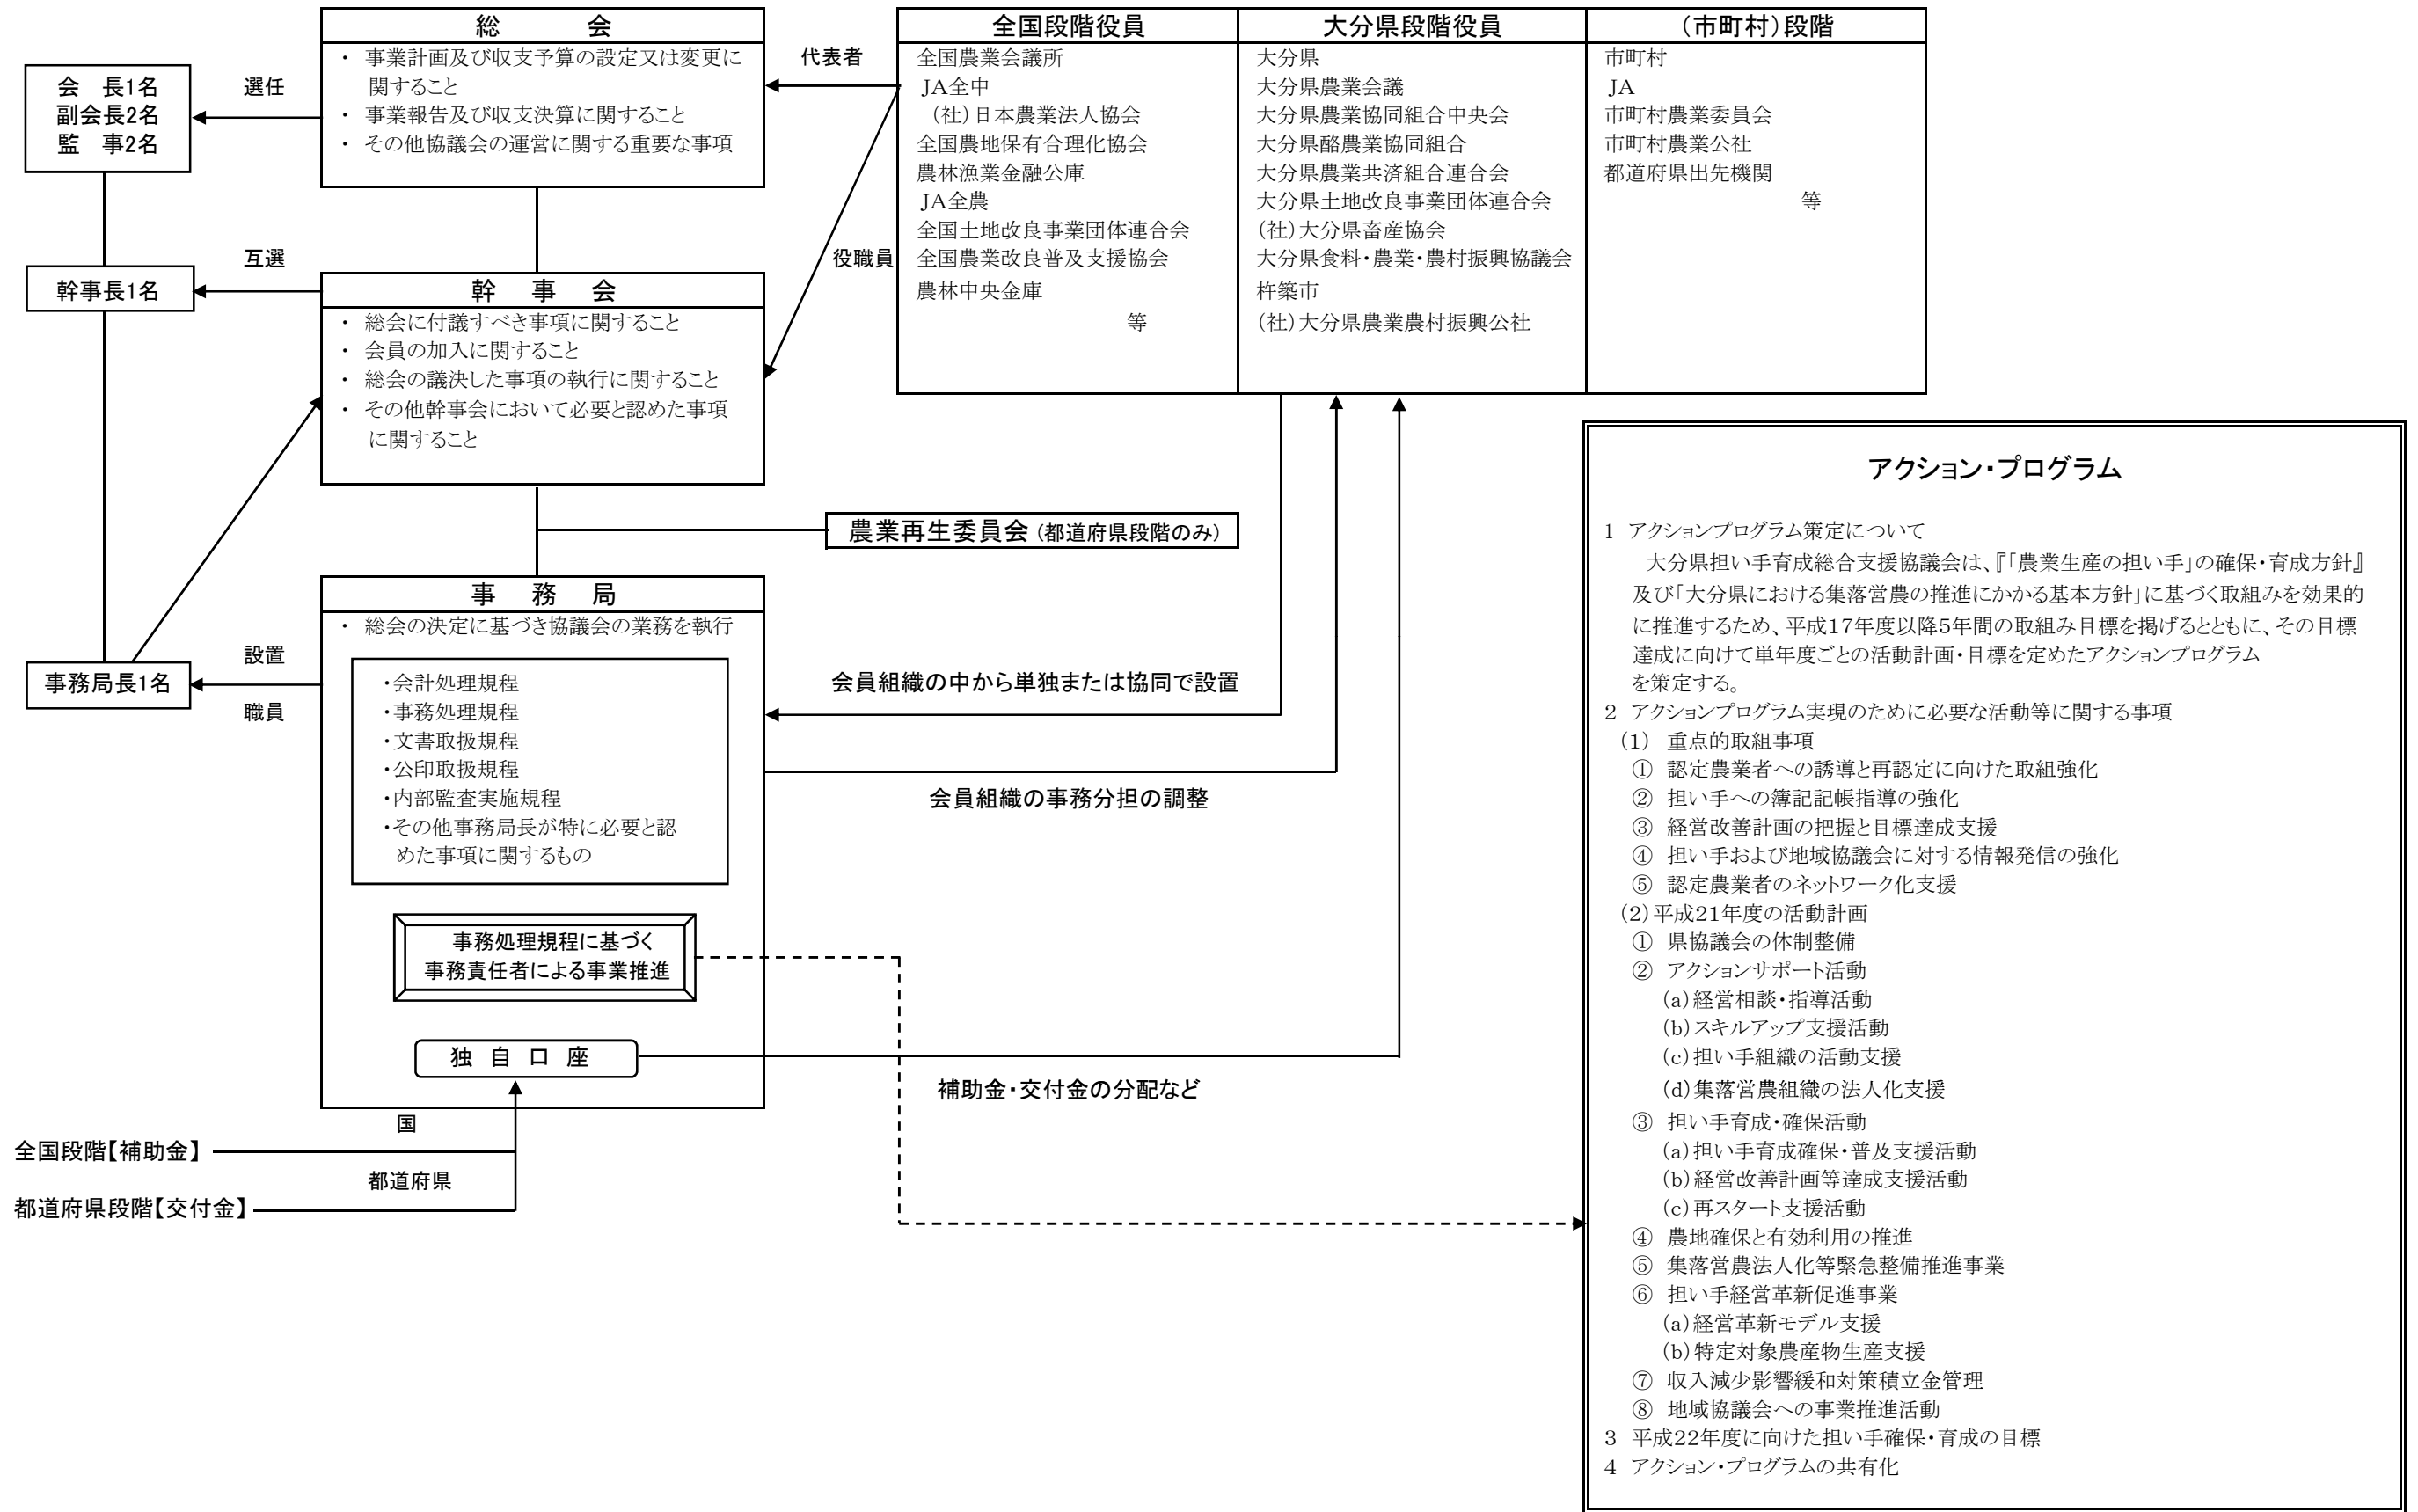 総　会
・ 事業計画及び収支予算の設定又は変更に
関すること
・ 事業報告及び収支決算に関すること
・ その他協議会の運営に関する重要な事項
選任
会　長1名
副会長2名
監　事2名
代表者
役職員
全国段階役員
全国農業会議所
JA全中
（社）日本農業法人協会
全国農地保有合理化協会
農林漁業金融公庫
JA全農
全国土地改良事業団体連合会
全国農業改良普及支援協会
農林中央金庫
等
大分県段階役員
大分県
大分県農業会議
大分県農業協同組合中央会
大分県酪農業協同組合
大分県農業共済組合連合会
大分県土地改良事業団体連合会
（社）大分県畜産協会
大分県食料・農業・農村振興協議会
杵築市
（社）大分県農業農村振興公社
（市町村）段階
市町村
JA
市町村農業委員会
市町村農業公社
都道府県出先機関
等
互選
幹事長1名
幹　事　会
・ 総会に付議すべき事項に関すること
・ 会員の加入に関すること
・ 総会の議決した事項の執行に関すること
・ その他幹事会において必要と認めた事項
に関すること
農業再生委員会（都道府県段階のみ）
事　務　局
・ 総会の決定に基づき協議会の業務を執行
・会計処理規程
・事務処理規程
・文書取扱規程
・公印取扱規程
・内部監査実施規程
・その他事務局長が特に必要と認
めた事項に関するもの
設置
職員
事務局長1名
会員組織の中から単独または協同で設置
会員組織の事務分担の調整
事務処理規程に基づく
事務責任者による事業推進
独　自　口　座
補助金・交付金の分配など
国
全国段階【補助金】
都道府県
都道府県段階【交付金】
アクション・プログラム
1 アクションプログラム策定について
大分県担い手育成総合支援協議会は、『「農業生産の担い手」の確保・育成方針』
及び「大分県における集落営農の推進にかかる基本方針」に基づく取組みを効果的
に推進するため、平成17年度以降5年間の取組み目標を掲げるとともに、その目標
達成に向けて単年度ごとの活動計画・目標を定めたアクションプログラム
を策定する。
2 アクションプログラム実現のために必要な活動等に関する事項
（1） 重点的取組事項
① 認定農業者への誘導と再認定に向けた取組強化
② 担い手への簿記記帳指導の強化
③ 経営改善計画の把握と目標達成支援
④ 担い手および地域協議会に対する情報発信の強化
⑤ 認定農業者のネットワーク化支援
（2）平成21年度の活動計画
① 県協議会の体制整備
② アクションサポート活動
（a）経営相談・指導活動
（b）スキルアップ支援活動
（c）担い手組織の活動支援
（d）集落営農組織の法人化支援
③ 担い手育成・確保活動
（a）担い手育成確保・普及支援活動
（b）経営改善計画等達成支援活動
（c）再スタート支援活動
④ 農地確保と有効利用の推進
⑤ 集落営農法人化等緊急整備推進事業
⑥ 担い手経営革新促進事業
（a）経営革新モデル支援
（b）特定対象農産物生産支援
⑦ 収入減少影響緩和対策積立金管理
⑧ 地域協議会への事業推進活動
3 平成22年度に向けた担い手確保・育成の目標
4 アクション・プログラムの共有化